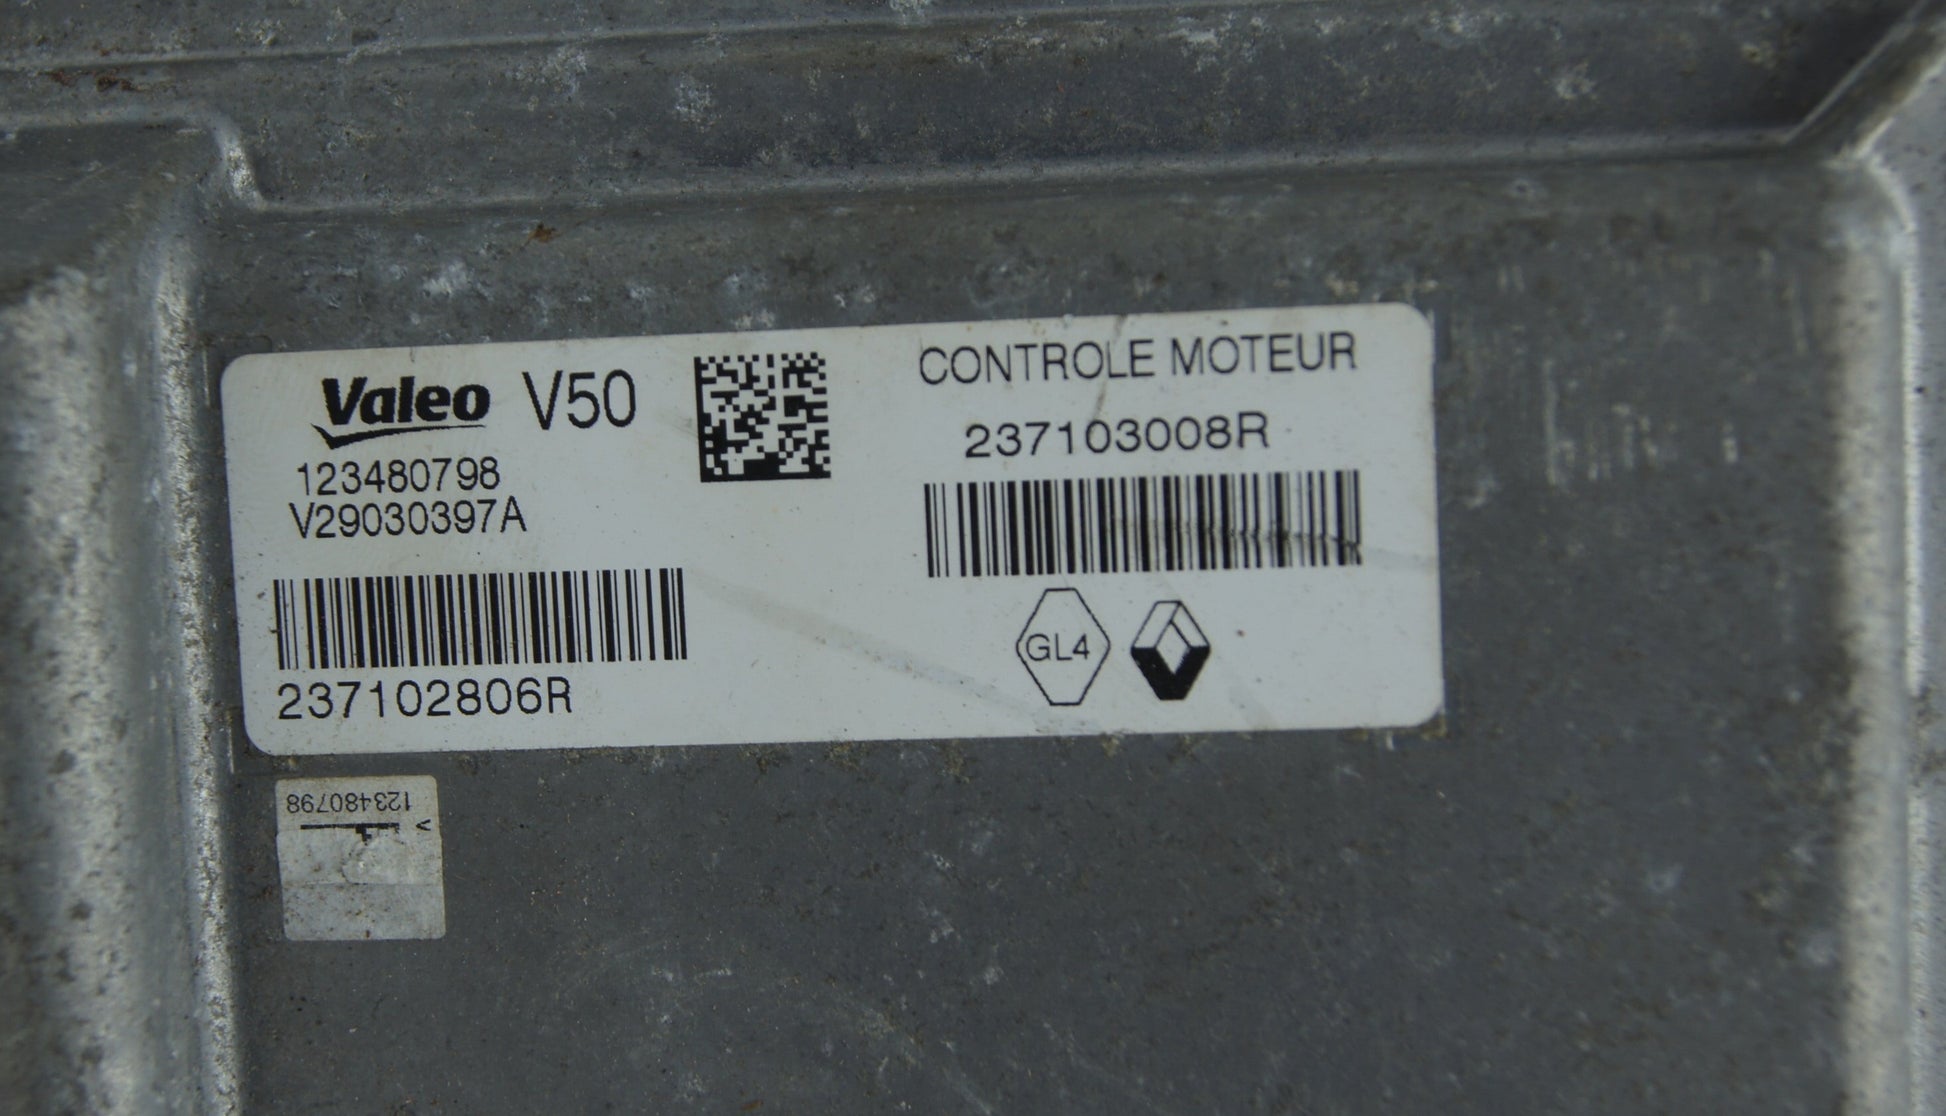 Valeo V50
123480798
V29030397A
237102806R
CONTROLE MOTEUR
237103008R
GL4
123480798